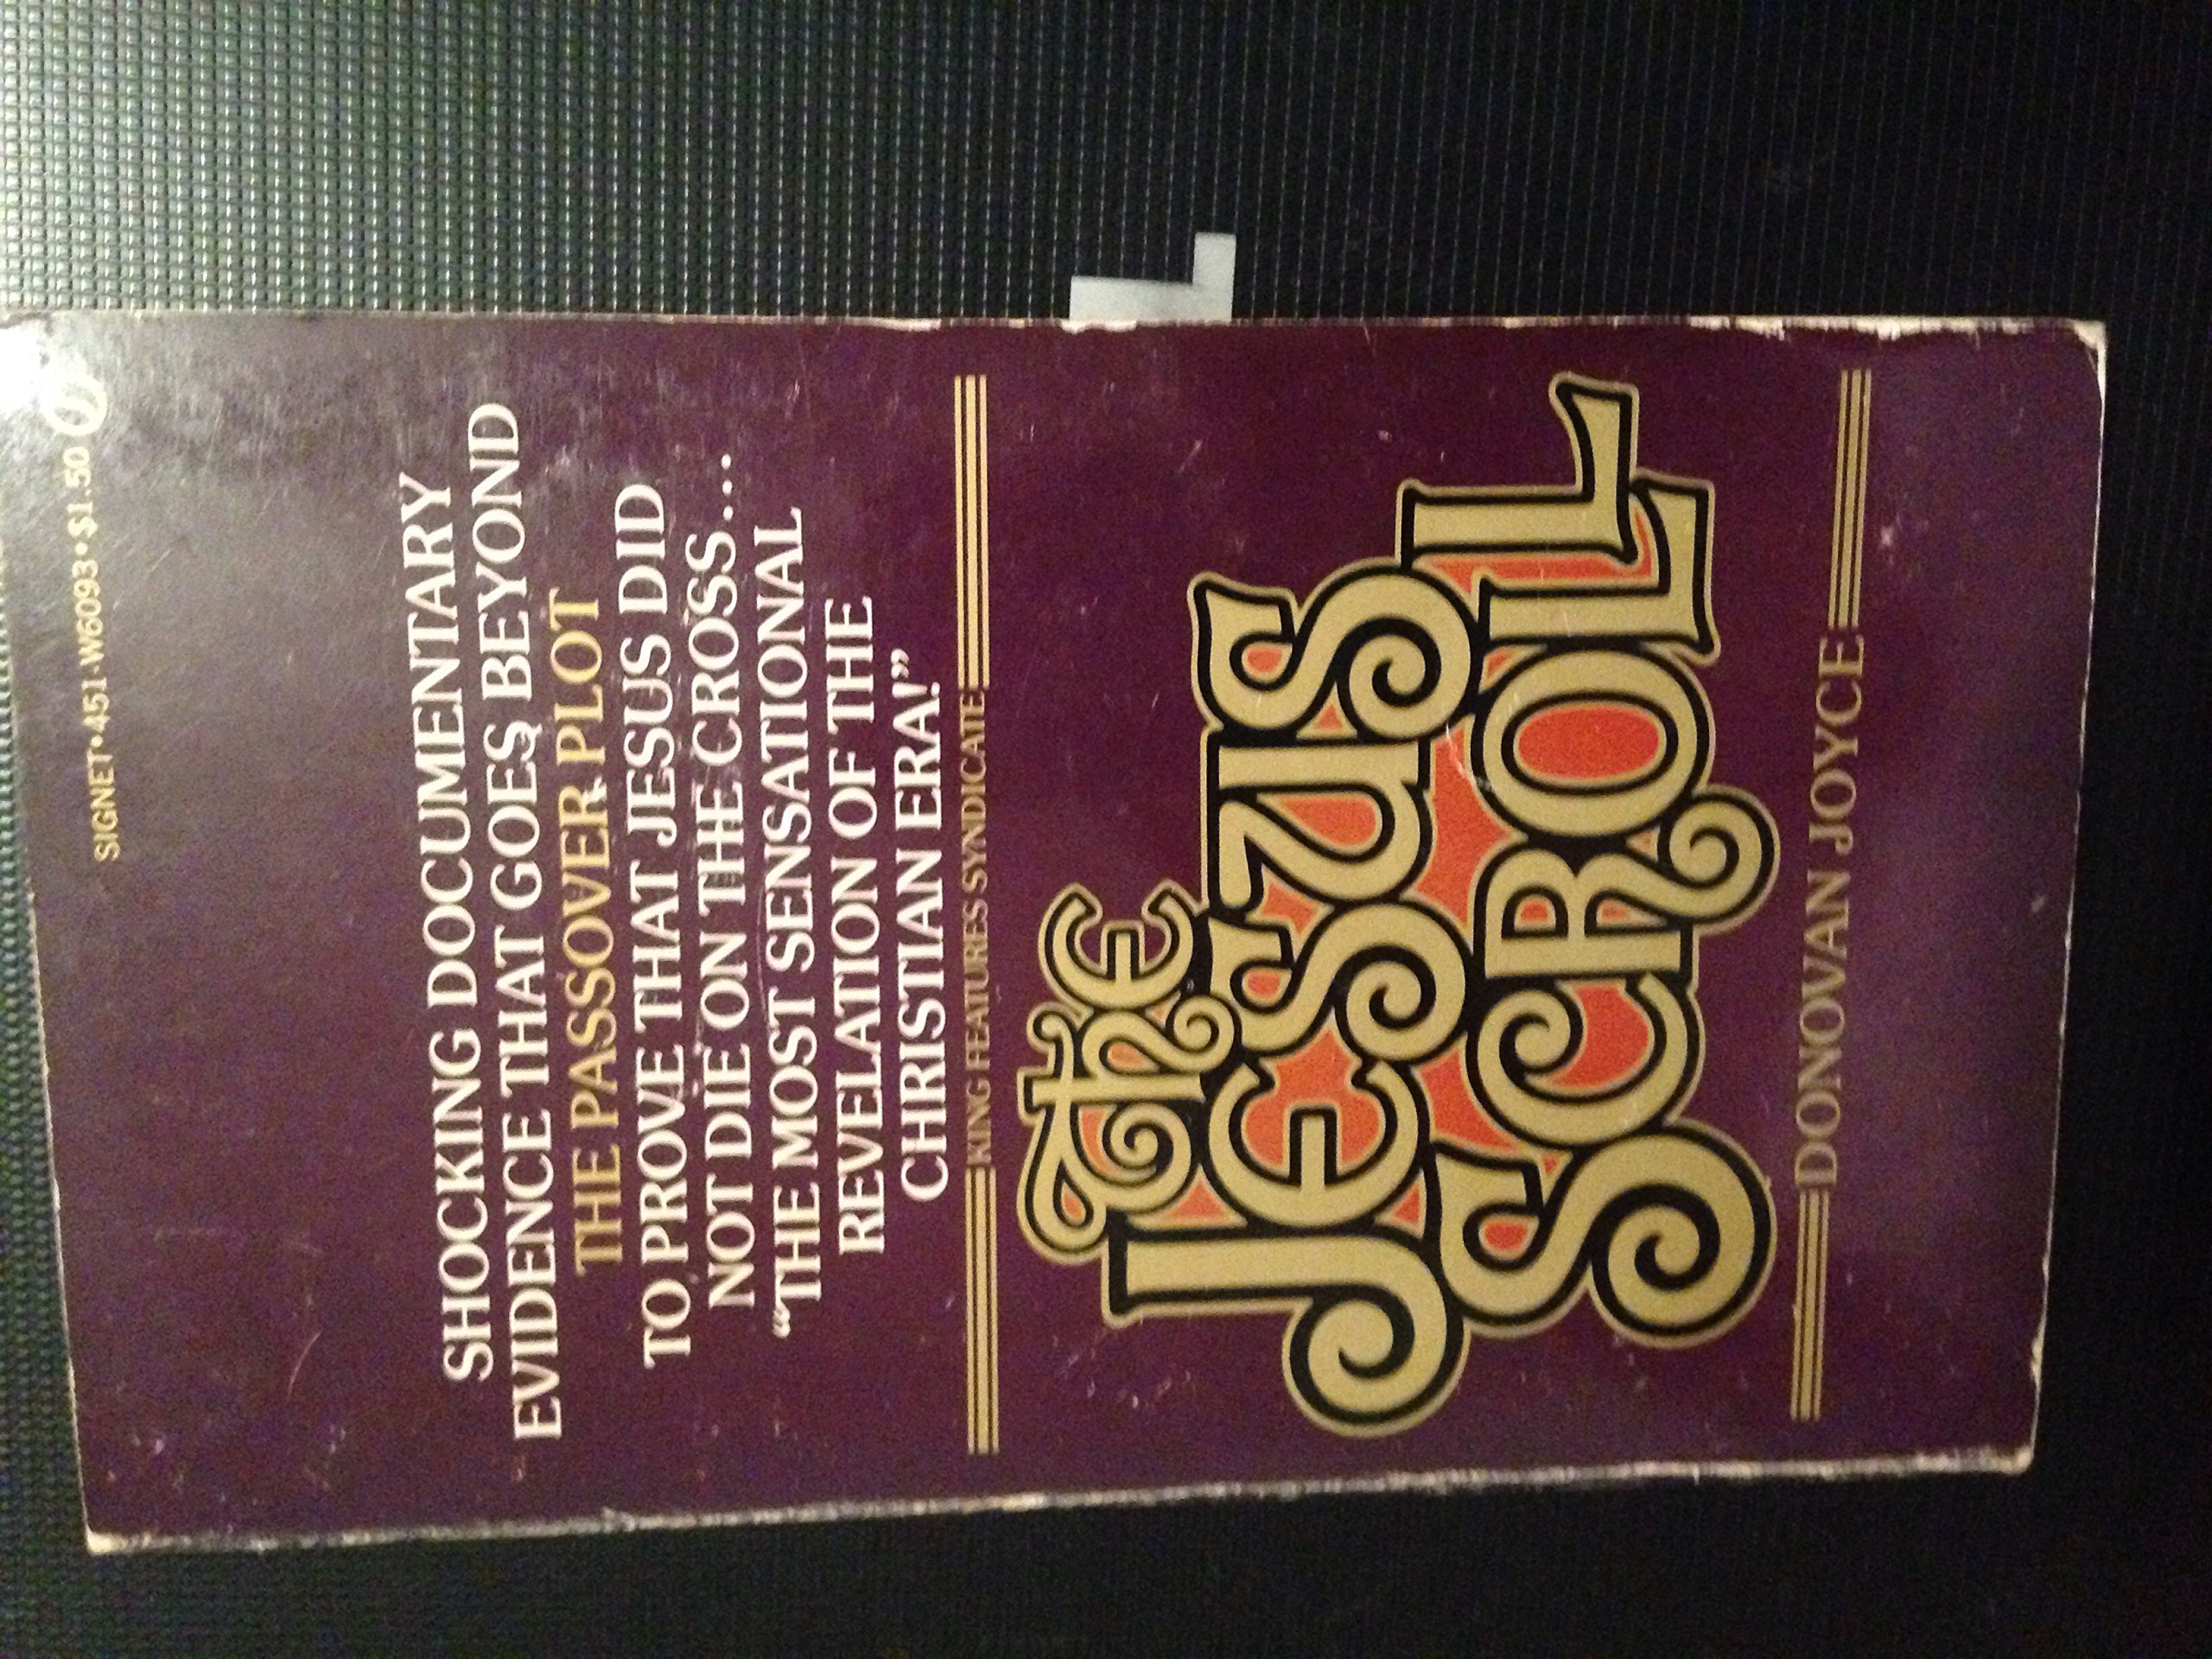 SIGNET • 451-W6093 • $1.50
SHOCKING DOCUMENTARY
EVIDENCE THAT GOES BEYOND
THE PASSOVER PLOT
TO PROVE THAT JESUS DID
NOT DIE ON THE CROSS...
“THE MOST SENSATIONAL
REVELATION OF THE
CHRISTIAN ERA!”
KING FEATURES SYNDICATE
the
Jesus
SCROLL
DONOVAN JOYCE